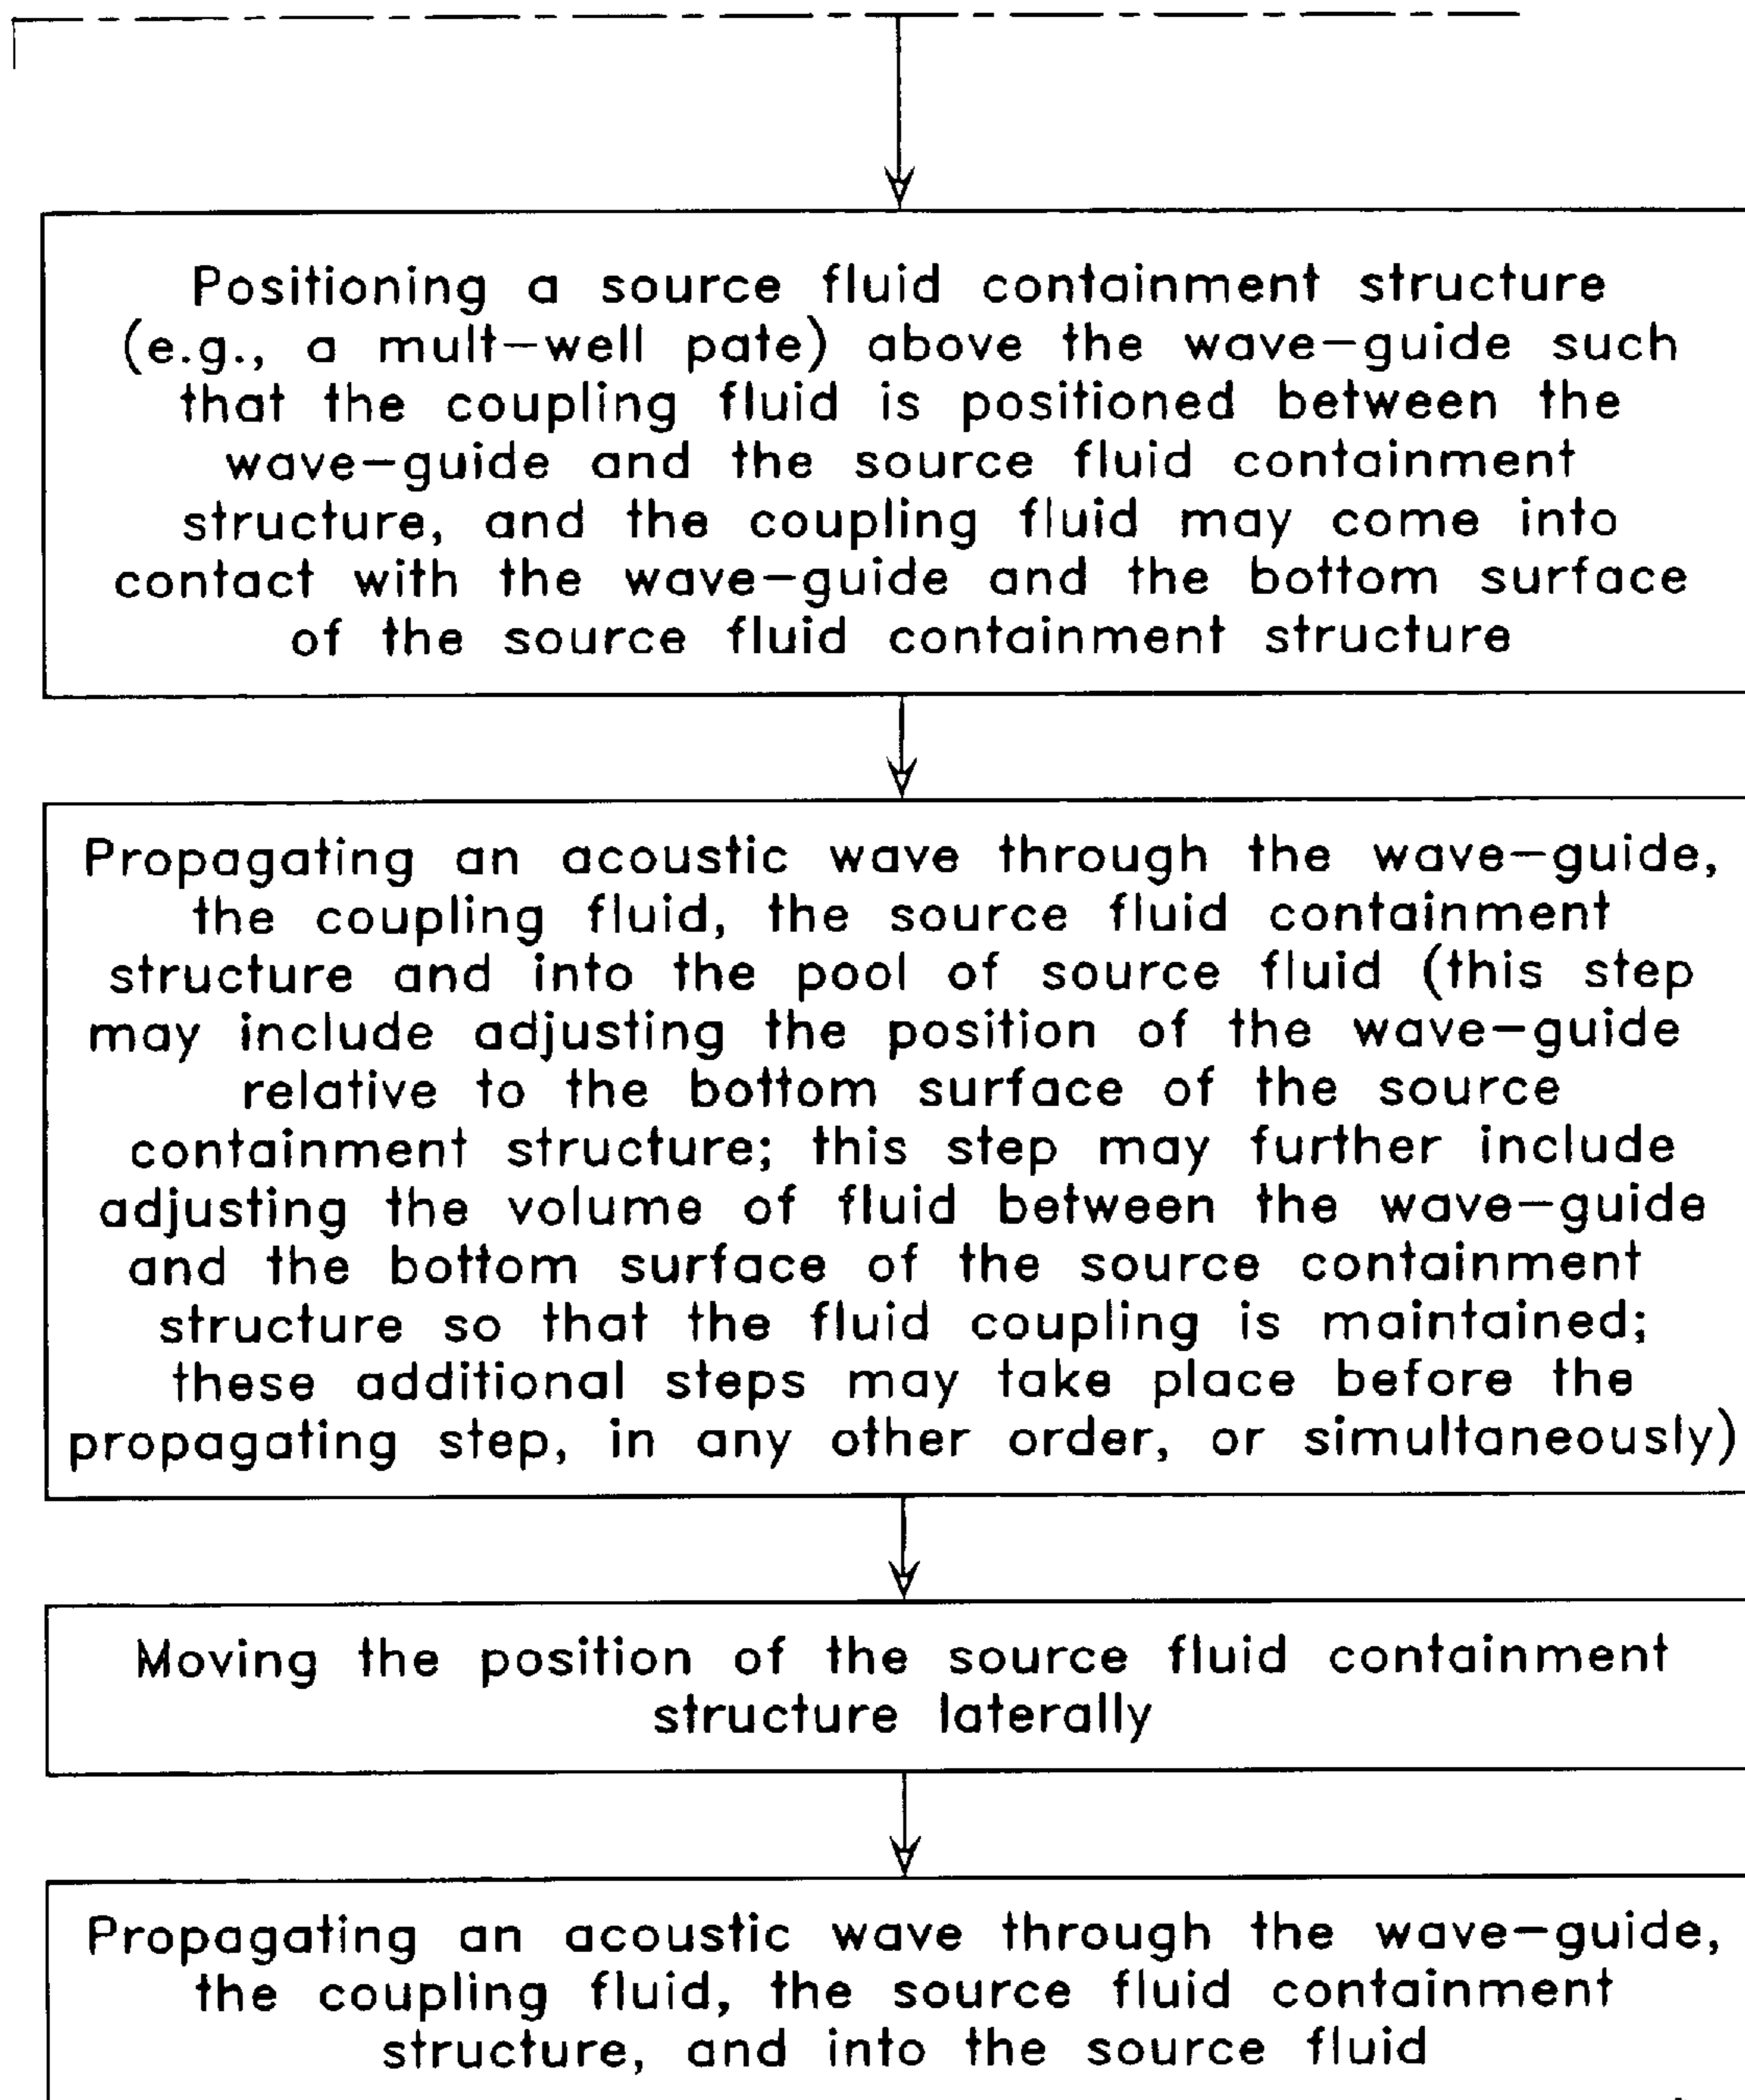 Positioning a source fluid containment structure
(e.g., a mult-well pate) above the wave-guide such
that the coupling fluid is positioned between the
wave-guide and the source fluid containment
structure, and the coupling fluid may come into
contact with the wave-guide and the bottom surface
of the source fluid containment structure
Propagating an acoustic wave through the wave-guide,
the coupling fluid, the source fluid containment
structure and into the pool of source fluid (this step
may include adjusting the position of the wave-guide
relative to the bottom surface of the source
containment structure; this step may further include
adjusting the volume of fluid between the wave-guide
and the bottom surface of the source containment
structure so that the fluid coupling is maintained;
these additional steps may take place before the
propagating step, in any other order, or simultaneously)
Moving the position of the source fluid containment
structure laterally
Propagating an acoustic wave through the wave-guide,
the coupling fluid, the source fluid containment
structure, and into the source fluid